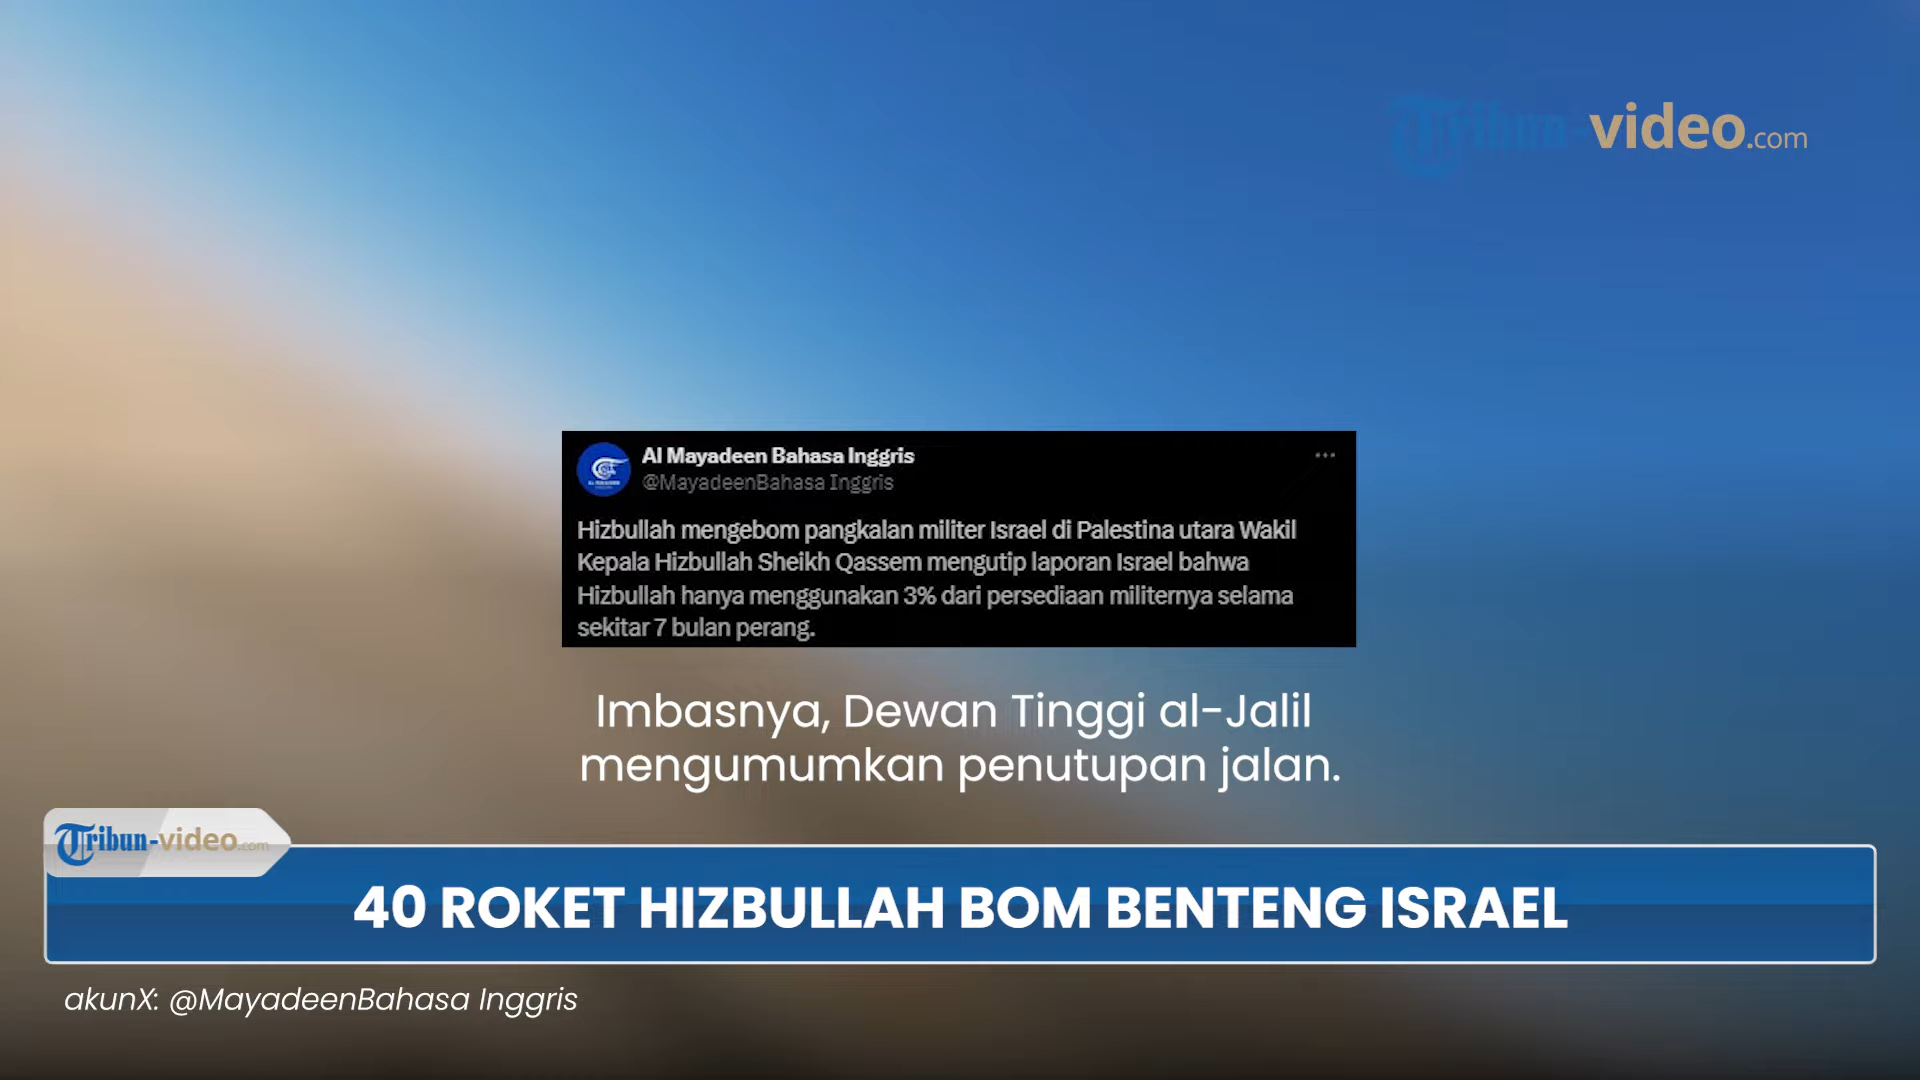 Tribun-video.com
Al Mayadeen Bahasa Inggris
@MayadeenBahasa Inggris
Hizbullah mengebom pangkalan militer Israel di Palestina utara Wakil
Kepala Hizbullah Sheikh Qassem mengutip laporan Israel bahwa
Hizbullah hanya menggunakan 3% dari persediaan militernya selama
sekitar 7 bulan perang.
Imbasnya, Dewan Tinggi al-Jalil
mengumumkan penutupan jalan.
Tribun-video.com
40 ROKET HIZBULLAH BOM BENTENG ISRAEL
akunX: @MayadeenBahasa Inggris